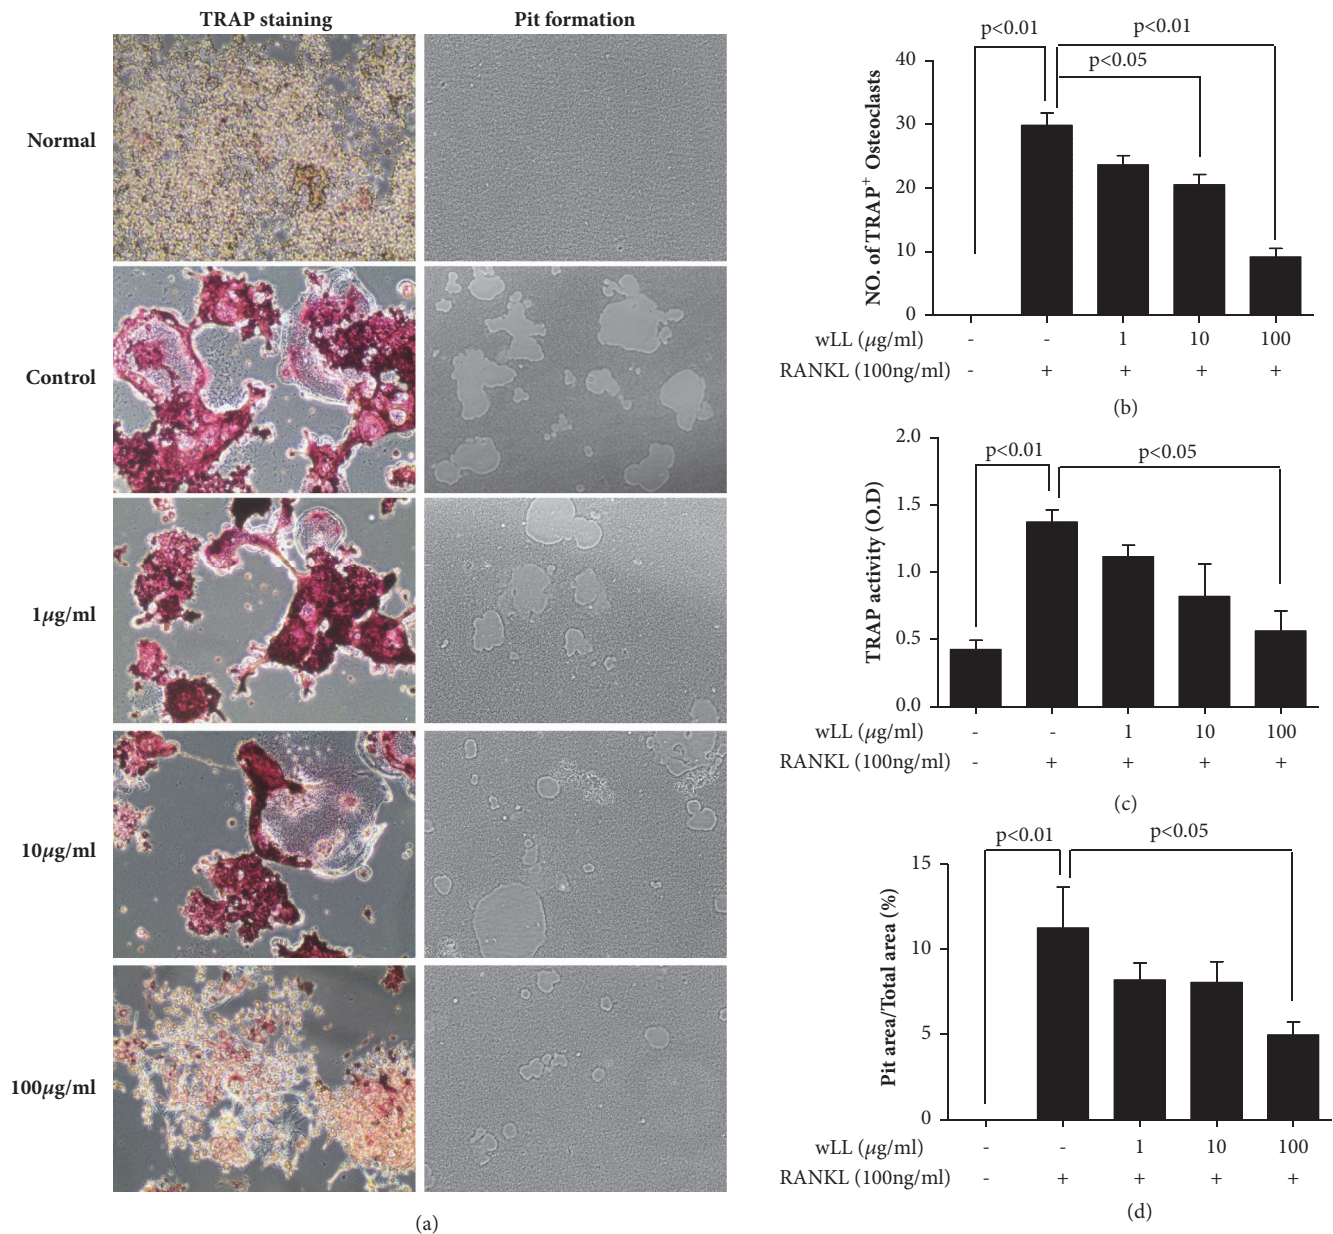 TRAP staining
Pit formation
Normal
Control
1μg/ml
10μg/ml
100μg/ml
(a)
p<0.01
p<0.01
p<0.05
NO. of TRAP+ Osteoclasts
40
30
20
10
0
wLL (μg/ml) - - 1 10 100
RANKL (100ng/ml) - + + + +
(b)
p<0.01
p<0.05
TRAP activity (O.D)
2.0
1.5
1.0
0.5
0.0
wLL (μg/ml) - - 1 10 100
RANKL (100ng/ml) - + + + +
(c)
p<0.01
p<0.05
Pit area/Total area (%)
15
10
5
0
wLL (μg/ml) - - 1 10 100
RANKL (100ng/ml) - + + + +
(d)